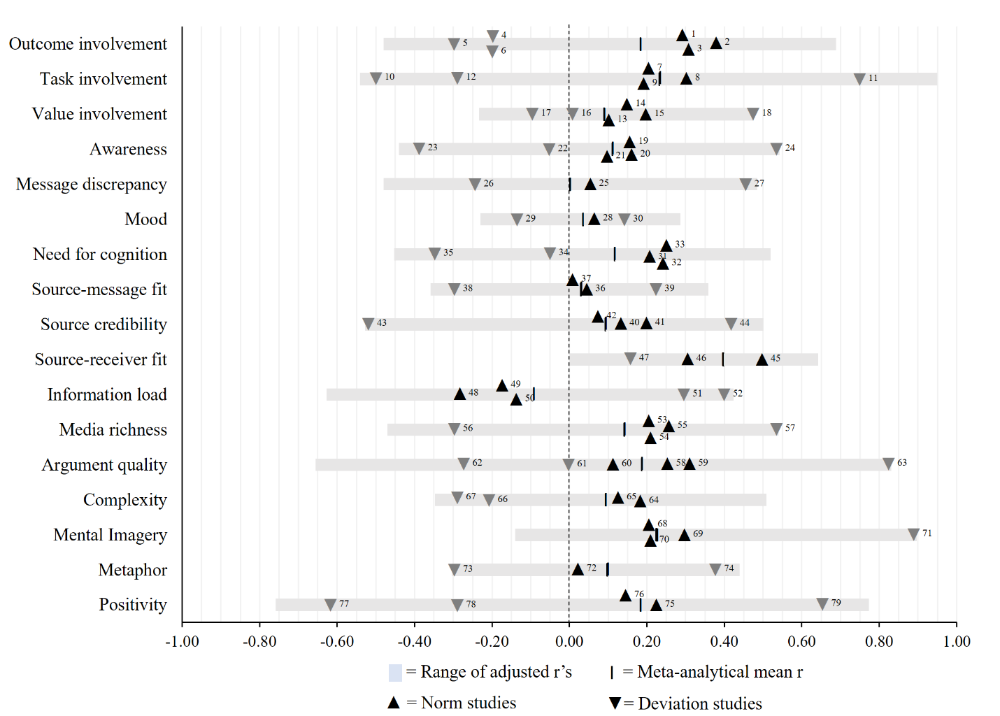 Outcome involvement 5 4 6 1 3 2
Task involvement 10 12 7 9 8 11
Value involvement 17 16 13 14 15 18
Awareness 23 22 21 19 20 24
Message discrepancy 26 25 27
Mood 29 28 30
Need for cognition 35 34 31 33 32
Source-message fit 38 37 36 39
Source credibility 43 42 40 41 44
Source-receiver fit 47 46 45
Information load 48 49 50 51 52
Media richness 56 53 54 55 57
Argument quality 62 61 60 58 59 63
Complexity 67 66 65 64
Mental Imagery 68 70 69 71
Metaphor 73 72 74
Positivity 77 78 76 75 79
-1.00 -0.80 -0.60 -0.40 -0.20 0.00 0.20 0.40 0.60 0.80 1.00
= Range of adjusted r’s = Meta-analytical mean r
= Norm studies = Deviation studies